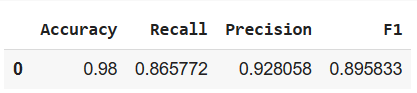 Accuracy Recall Precision F1
0 0.98 0.865772 0.928058 0.895833